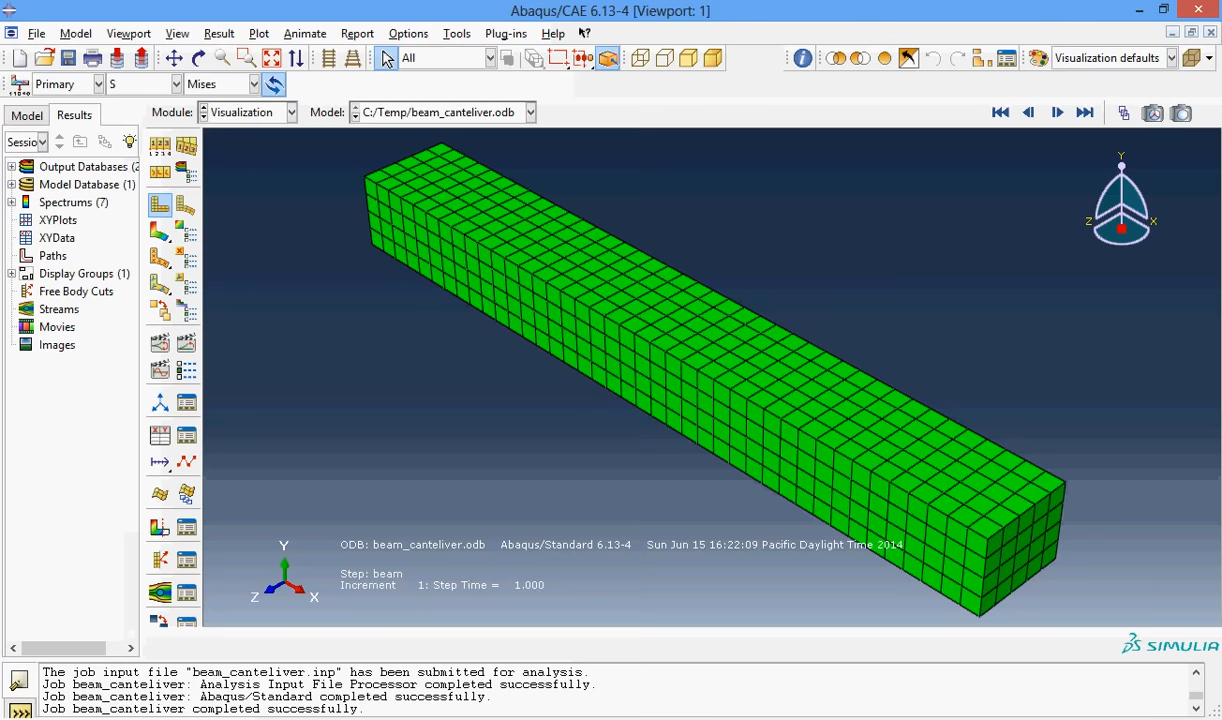 Abaqus/CAE 6.13-4 [Viewport: 1]
File Model Viewport View Result Plot Animate Report Options Tools Plug-ins Help
All
Visualization defaults
Primary S Mises
Model Results
Module: Visualization Model: C:/Temp/beam_canteliver.odb
Sessio
Output Databases (2
Model Database (1)
Spectrums (7)
XYPlots
XYData
Paths
Display Groups (1)
Free Body Cuts
Streams
Movies
Images
Y
Z X
ODB: beam_canteliver.odb Abaqus/Standard 6.13-4 Sun Jun 15 16:22:09 Pacific Daylight Time 2014
Step: beam
Increment 1: Step Time = 1.000
Y
Z X
SIMULIA
The job input file "beam_canteliver.inp" has been submitted for analysis.
Job beam_canteliver: Analysis Input File Processor completed successfully.
Job beam_canteliver: Abaqus/Standard completed successfully.
Job beam_canteliver completed successfully.
>>>